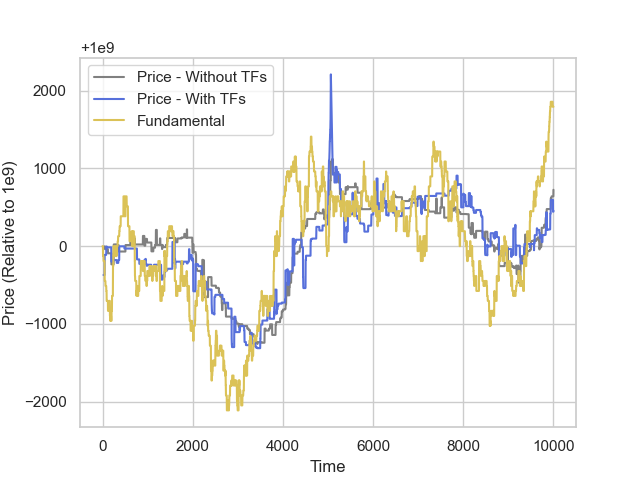 +1e9
Price - Without TFs
Price - With TFs
Fundamental
2000
1000
0
−1000
−2000
Price (Relative to 1e9)
0
2000
4000
6000
8000
10000
Time